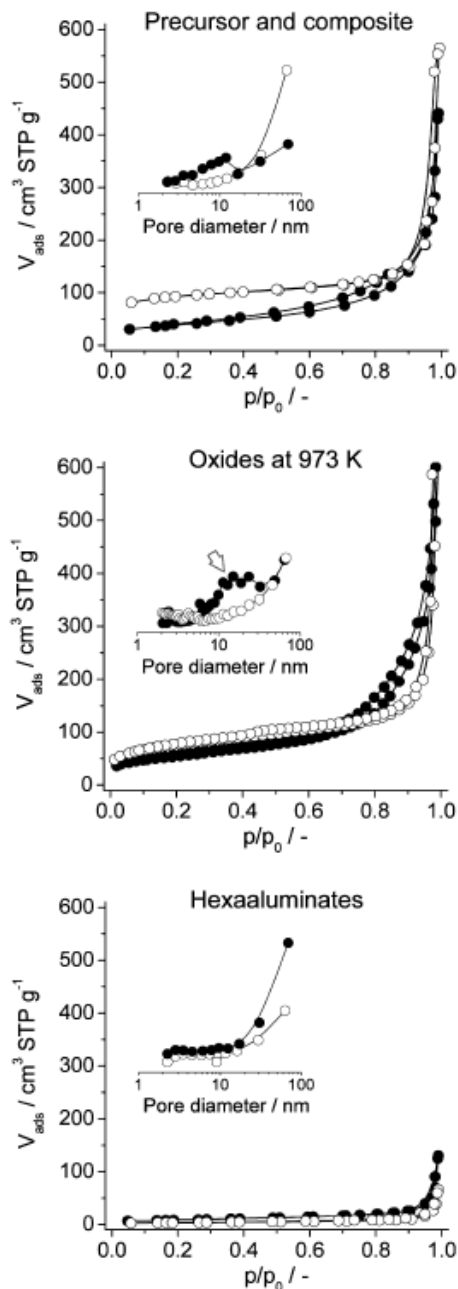 Precursor and composite
600
500
400
300
200
100
0
V_ads / cm³ STP g⁻¹
1 10 100
Pore diameter / nm
0.2 0.4 0.6 0.8 1.0
p/p₀ / -
Oxides at 973 K
600
500
400
300
200
100
0
V_ads / cm³ STP g⁻¹
1 10 100
Pore diameter / nm
0.2 0.4 0.6 0.8 1.0
p/p₀ / -
Hexaaluminates
600
500
400
300
200
100
0
V_ads / cm³ STP g⁻¹
1 10 100
Pore diameter / nm
0.0 0.2 0.4 0.6 0.8 1.0
p/p₀ / -